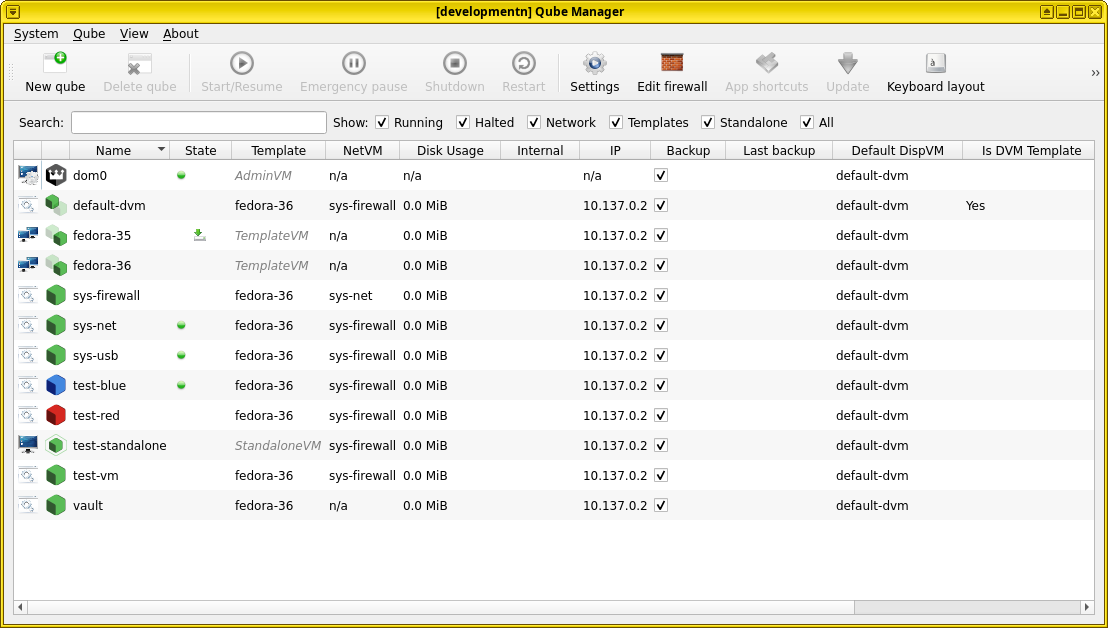 [developmentn] Qube Manager
System Qube View About
New qube Delete qube Start/Resume Emergency pause Shutdown Restart Settings Edit firewall App shortcuts Update à Keyboard layout »
Search: Show: Running Halted Network Templates Standalone All
Name State Template NetVM Disk Usage Internal IP Backup Last backup Default DispVM Is DVM Template
dom0 AdminVM n/a n/a n/a default-dvm
default-dvm fedora-36 sys-firewall 0.0 MiB 10.137.0.2 default-dvm Yes
fedora-35 TemplateVM n/a 0.0 MiB 10.137.0.2 default-dvm
fedora-36 TemplateVM n/a 0.0 MiB 10.137.0.2 default-dvm
sys-firewall fedora-36 sys-net 0.0 MiB 10.137.0.2 default-dvm
sys-net fedora-36 sys-firewall 0.0 MiB 10.137.0.2 default-dvm
sys-usb fedora-36 sys-firewall 0.0 MiB 10.137.0.2 default-dvm
test-blue fedora-36 sys-firewall 0.0 MiB 10.137.0.2 default-dvm
test-red fedora-36 sys-firewall 0.0 MiB 10.137.0.2 default-dvm
test-standalone StandaloneVM sys-firewall 0.0 MiB 10.137.0.2 default-dvm
test-vm fedora-36 sys-firewall 0.0 MiB 10.137.0.2 default-dvm
vault fedora-36 n/a 0.0 MiB 10.137.0.2 default-dvm